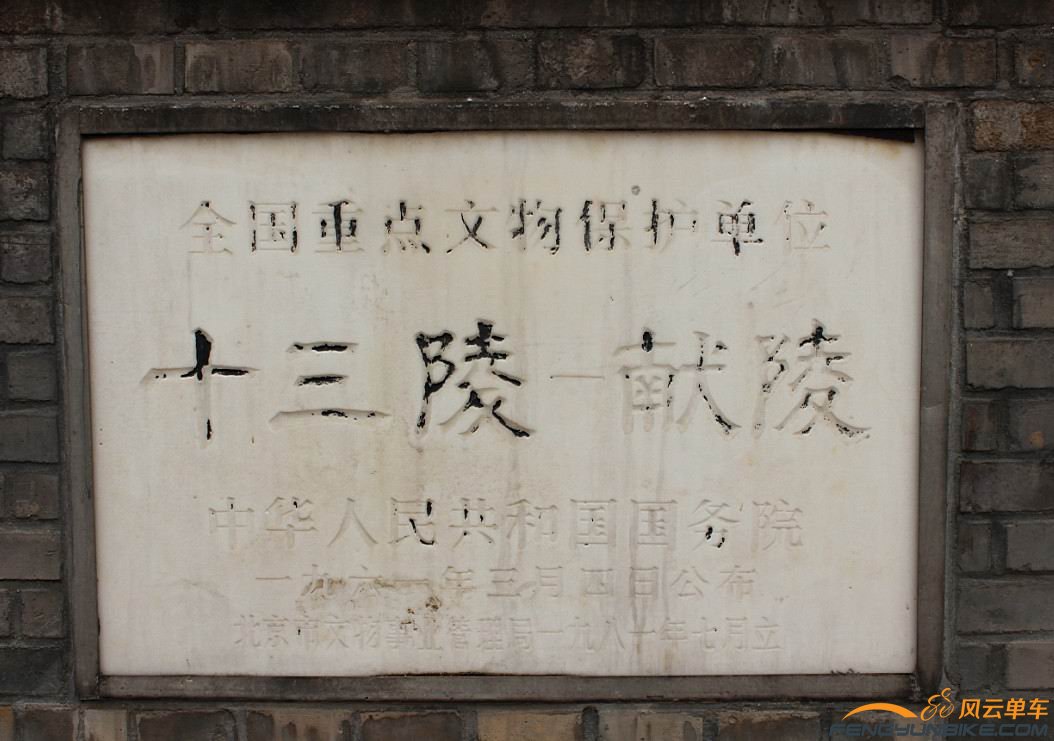 全国重点文物保护单位
十三陵—献陵
中华人民共和国国务院
一九六一年三月四日公布
北京市文物事业管理局一九八一年七月立
风云单车
FENGYUNBIKE.COM